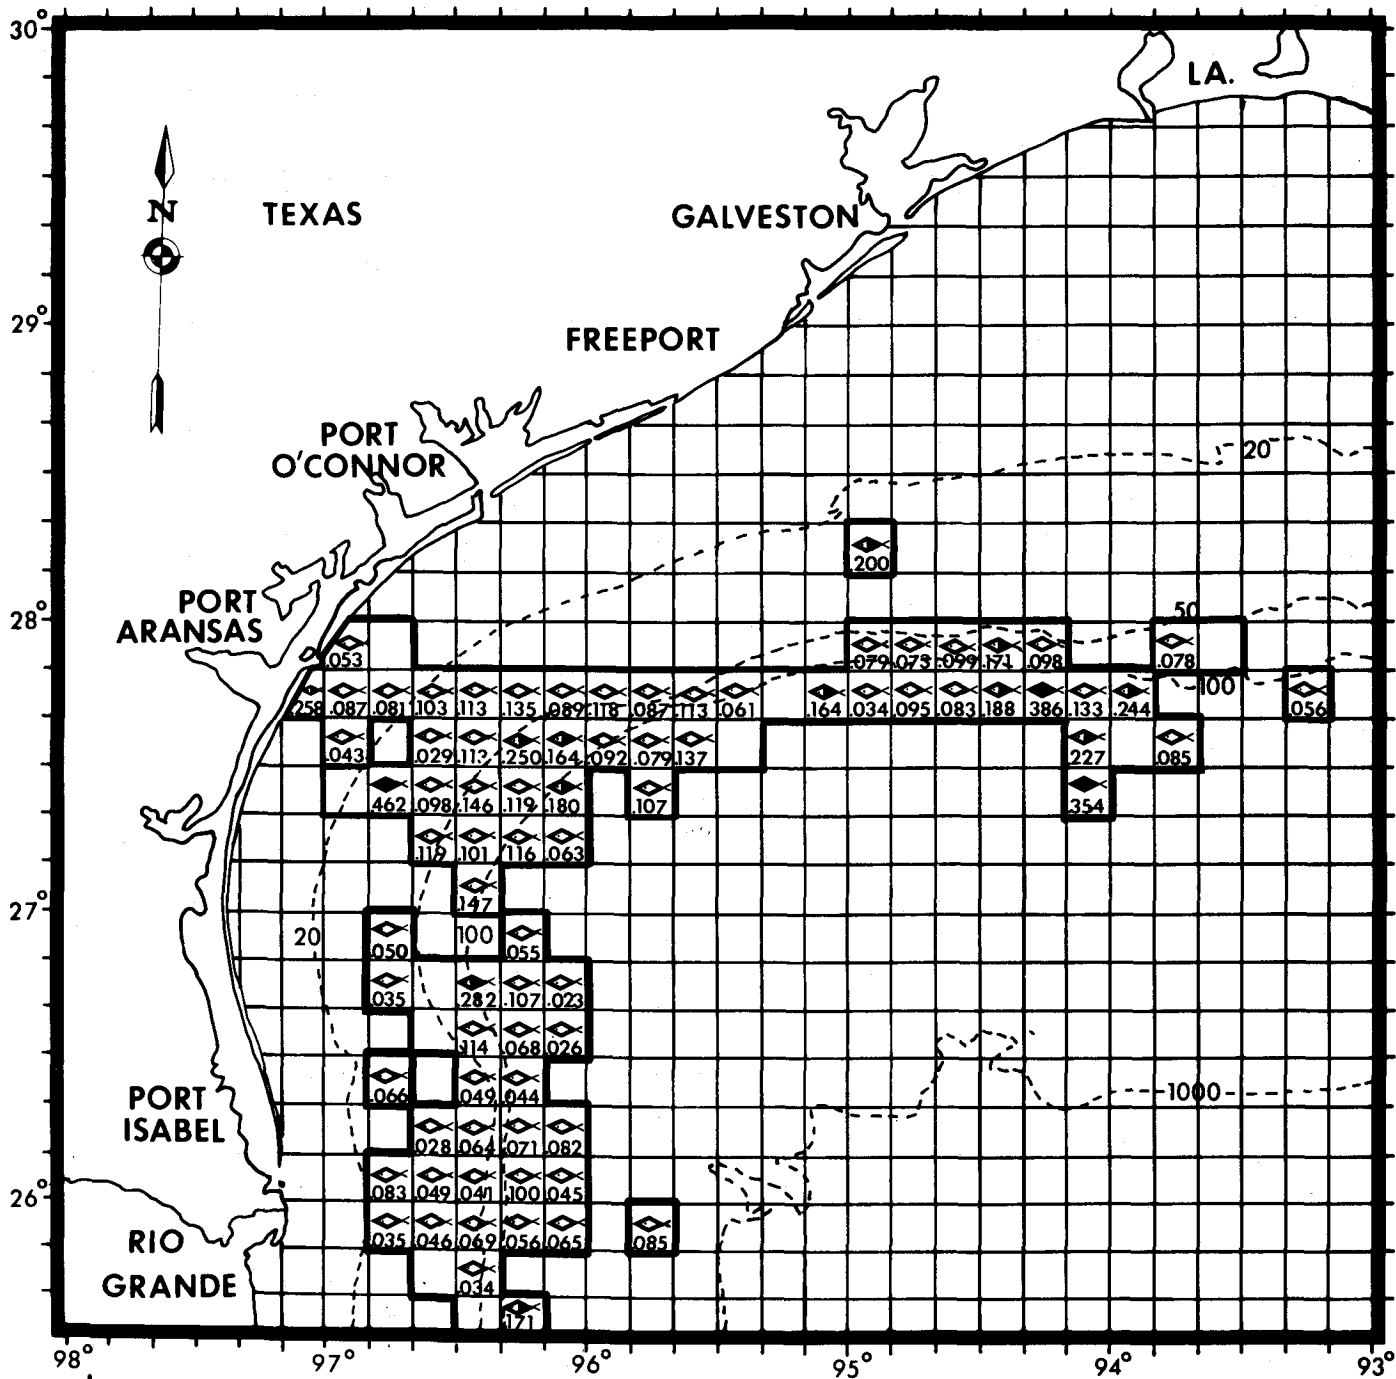 30°
LA.
N
TEXAS
GALVESTON
29°
FREEPORT
PORT
O'CONNOR
20
.200
28°
PORT
ARANSAS
50
.053
.079 .073 .099 .171 .098 .078
100
.258 .087 .081 .103 .113 .135 .089 .118 .087 .113 .061 .164 .034 .095 .083 .188 .386 .133 .244 .056
.043 .029 .113 .250 .164 .092 .079 .137 .227 .085
.462 .098 .146 .119 .180 .107 .354
.119 .101 .116 .063
.147
27°
20 100
.050 .055
.035 .282 .107 .023
.114 .068 .026
.066 .049 .044
1000
PORT
ISABEL
.028 .064 .071 .082
.083 .049 .041 .100 .045
26°
.035 .046 .069 .056 .065 .085
RIO
GRANDE
.034
.171
98° 97° 96° 95° 94° 93°